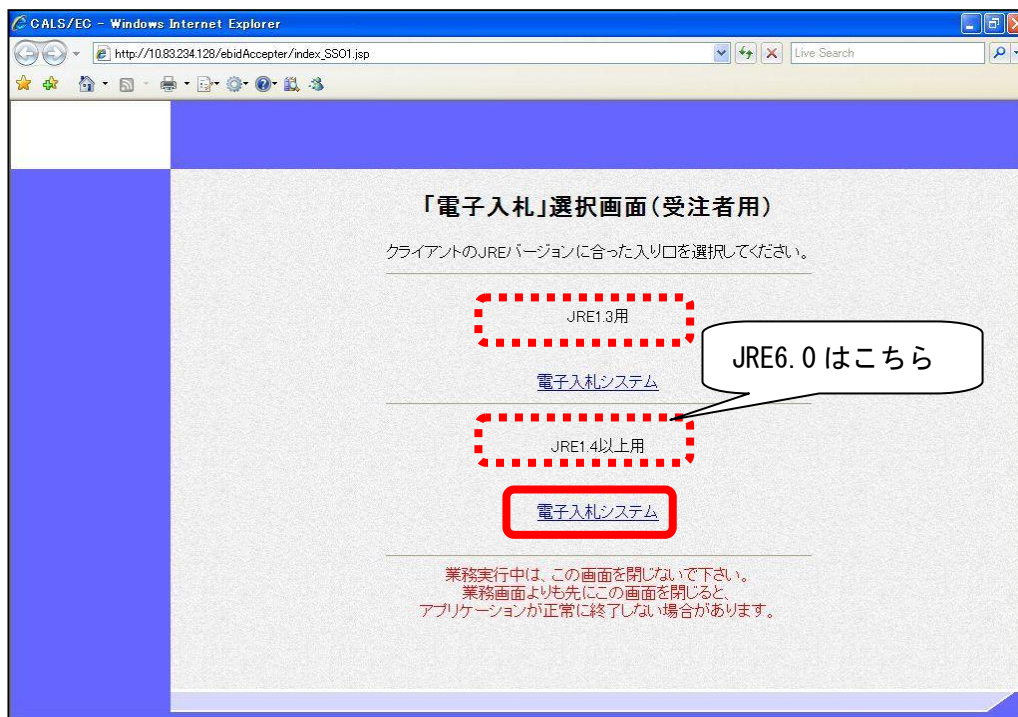 CALS/EC - Windows Internet Explorer
http://10.83.234.128/ebidAccepter/index_SSO1.jsp
Live Search
「電子入札」選択画面(受注者用)
クライアントのJREバージョンに合った入り口を選択してください。
JRE1.3用
JRE6.0はこちら
電子入札システム
JRE1.4以上用
電子入札システム
業務実行中は、この画面を閉じないで下さい。
業務画面よりも先にこの画面を閉じると、
アプリケーションが正常に終了しない場合があります。